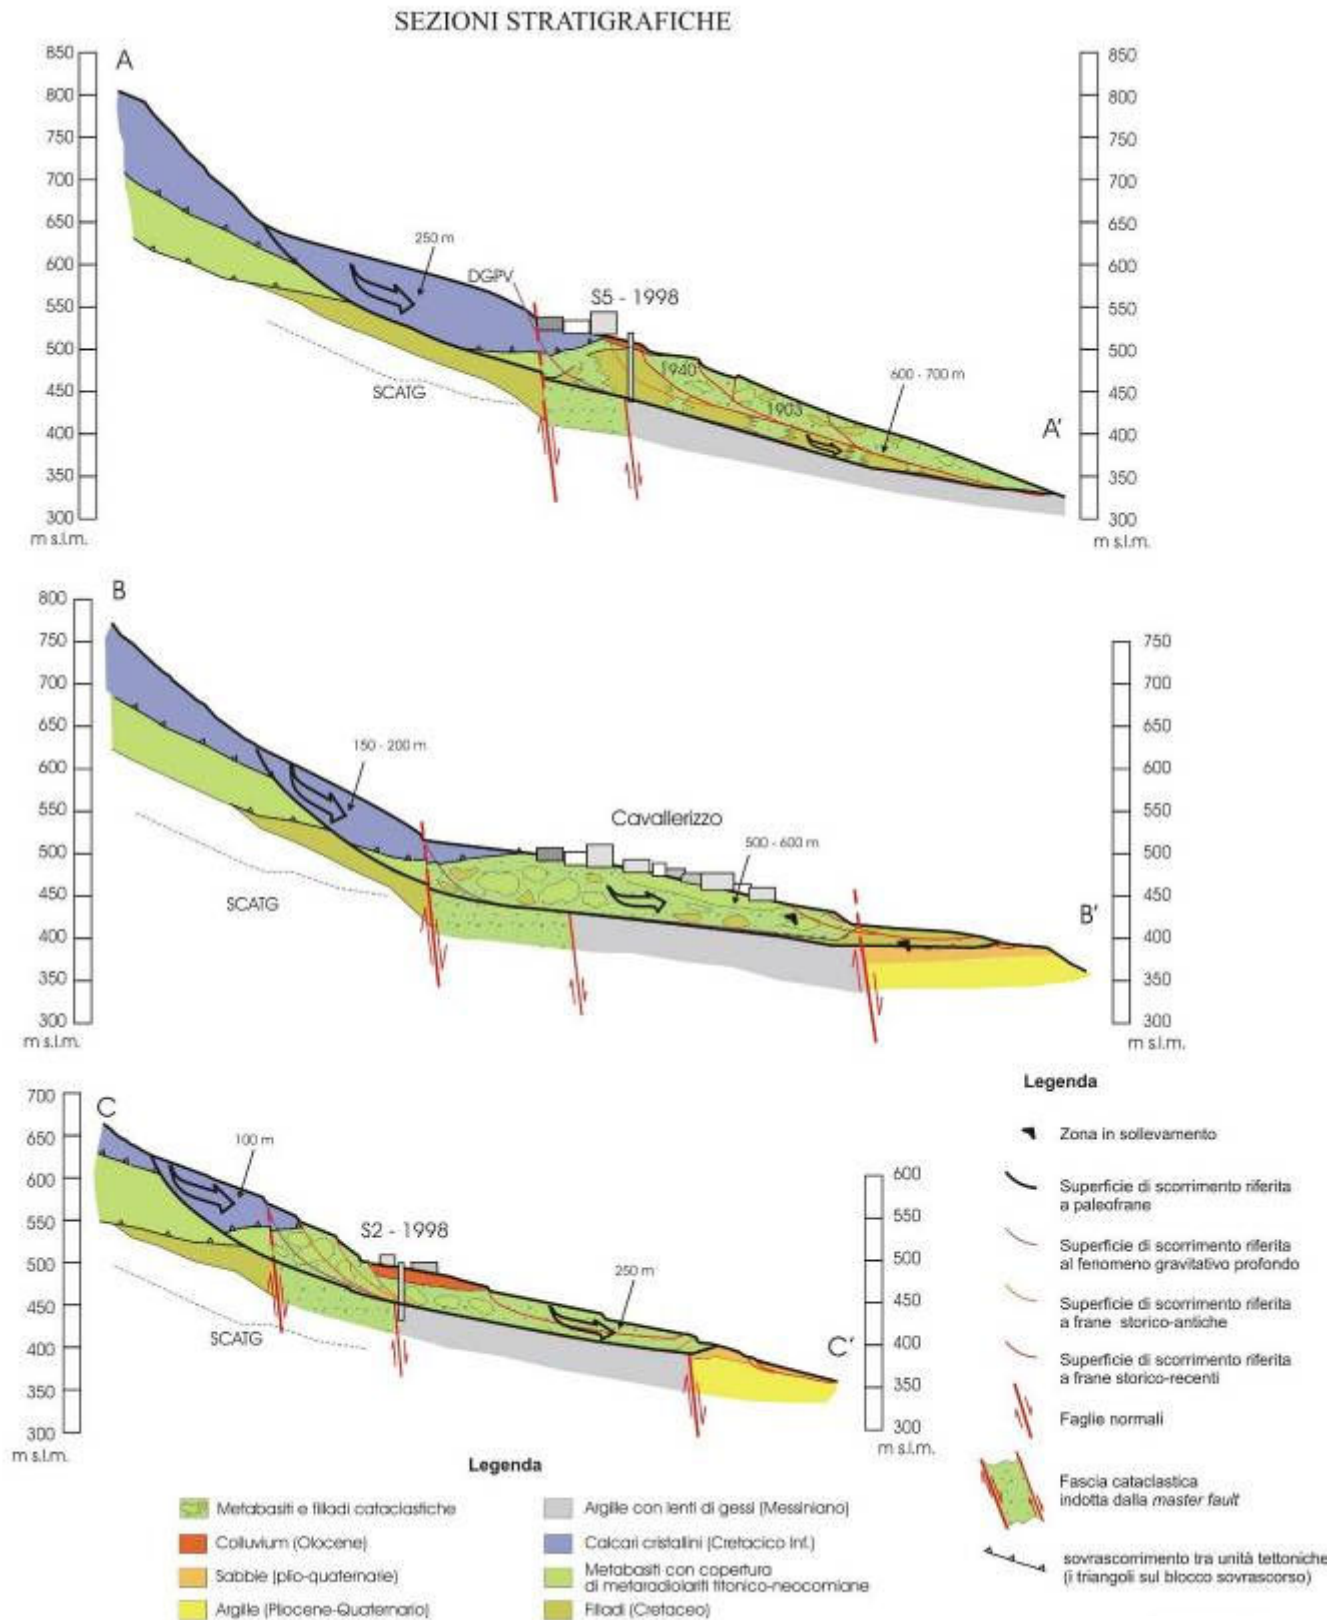 SEZIONI STRATIGRAFICHE
850
800
750
700
650
600
550
500
450
400
350
300
m s.l.m.
A
250 m
DGPV
S5 - 1998
SCATG
1940
1903
600 - 700 m
A'
850
800
750
700
650
600
550
500
450
400
350
300
m s.l.m.
800
750
700
650
600
550
500
450
400
350
300
m s.l.m.
B
150 - 200 m
SCATG
Cavallerizzo
500 - 600 m
B'
750
700
650
600
550
500
450
400
350
300
m s.l.m.
700
650
600
550
500
450
400
350
300
m s.l.m.
C
100 m
SCATG
S2 - 1998
250 m
C'
600
550
500
450
400
350
300
m s.l.m.
Legenda
Zona in sollevamento
Superficie di scorrimento riferita
a paleofrane
Superficie di scorrimento riferita
al fenomeno gravitativo profondo
Superficie di scorrimento riferita
a frane storico-antiche
Superficie di scorrimento riferita
a frane storico-recenti
Faglie normali
Fascia cataclastica
indotta dalla master fault
sovrascorrimento tra unità tettoniche
(i triangoli sul blocco sovrascorso)
Legenda
Metabasiti e filladi cataclastiche
Colluvium (Olocene)
Sabbie (plio-quaternarie)
Argille (Pliocene-Quaternario)
Argille con lenti di gessi (Messiniano)
Calcari cristallini (Cretacico Inf.)
Metabasiti con copertura
di metaradiolariti titonico-neocomiane
Filladi (Cretaceo)